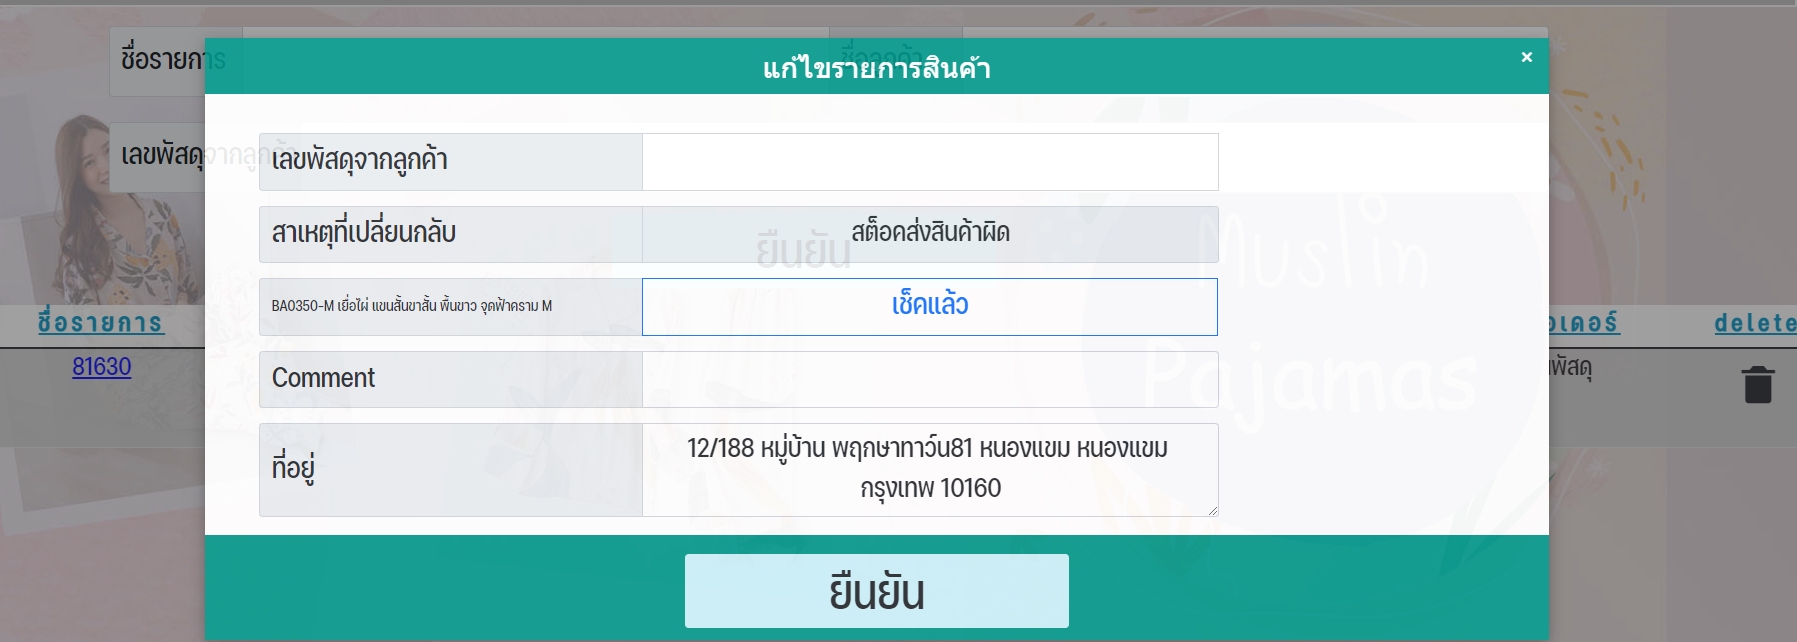 ชื่อรายการ
ชื่อลูกค้า
แก้ไขรายการสินค้า
×
เลขพัสดุจากลูกค้า
เลขพัสดุจากลูกค้า
สาเหตุที่เปลี่ยนกลับ
สต็อคส่งสินค้าผิด
ยืนยัน
Muslin
Pajamas
BA0350-M เยื่อไผ่ แขนสั้นขาสั้น พื้นขาว จุดฟ้าคราม M
เช็คแล้ว
ชื่อรายการ
delete
81630
Comment
ที่อยู่
12/188 หมู่บ้าน พฤกษาทาว์น81 หนองแขม หนองแขม
กรุงเทพ 10160
ยืนยัน